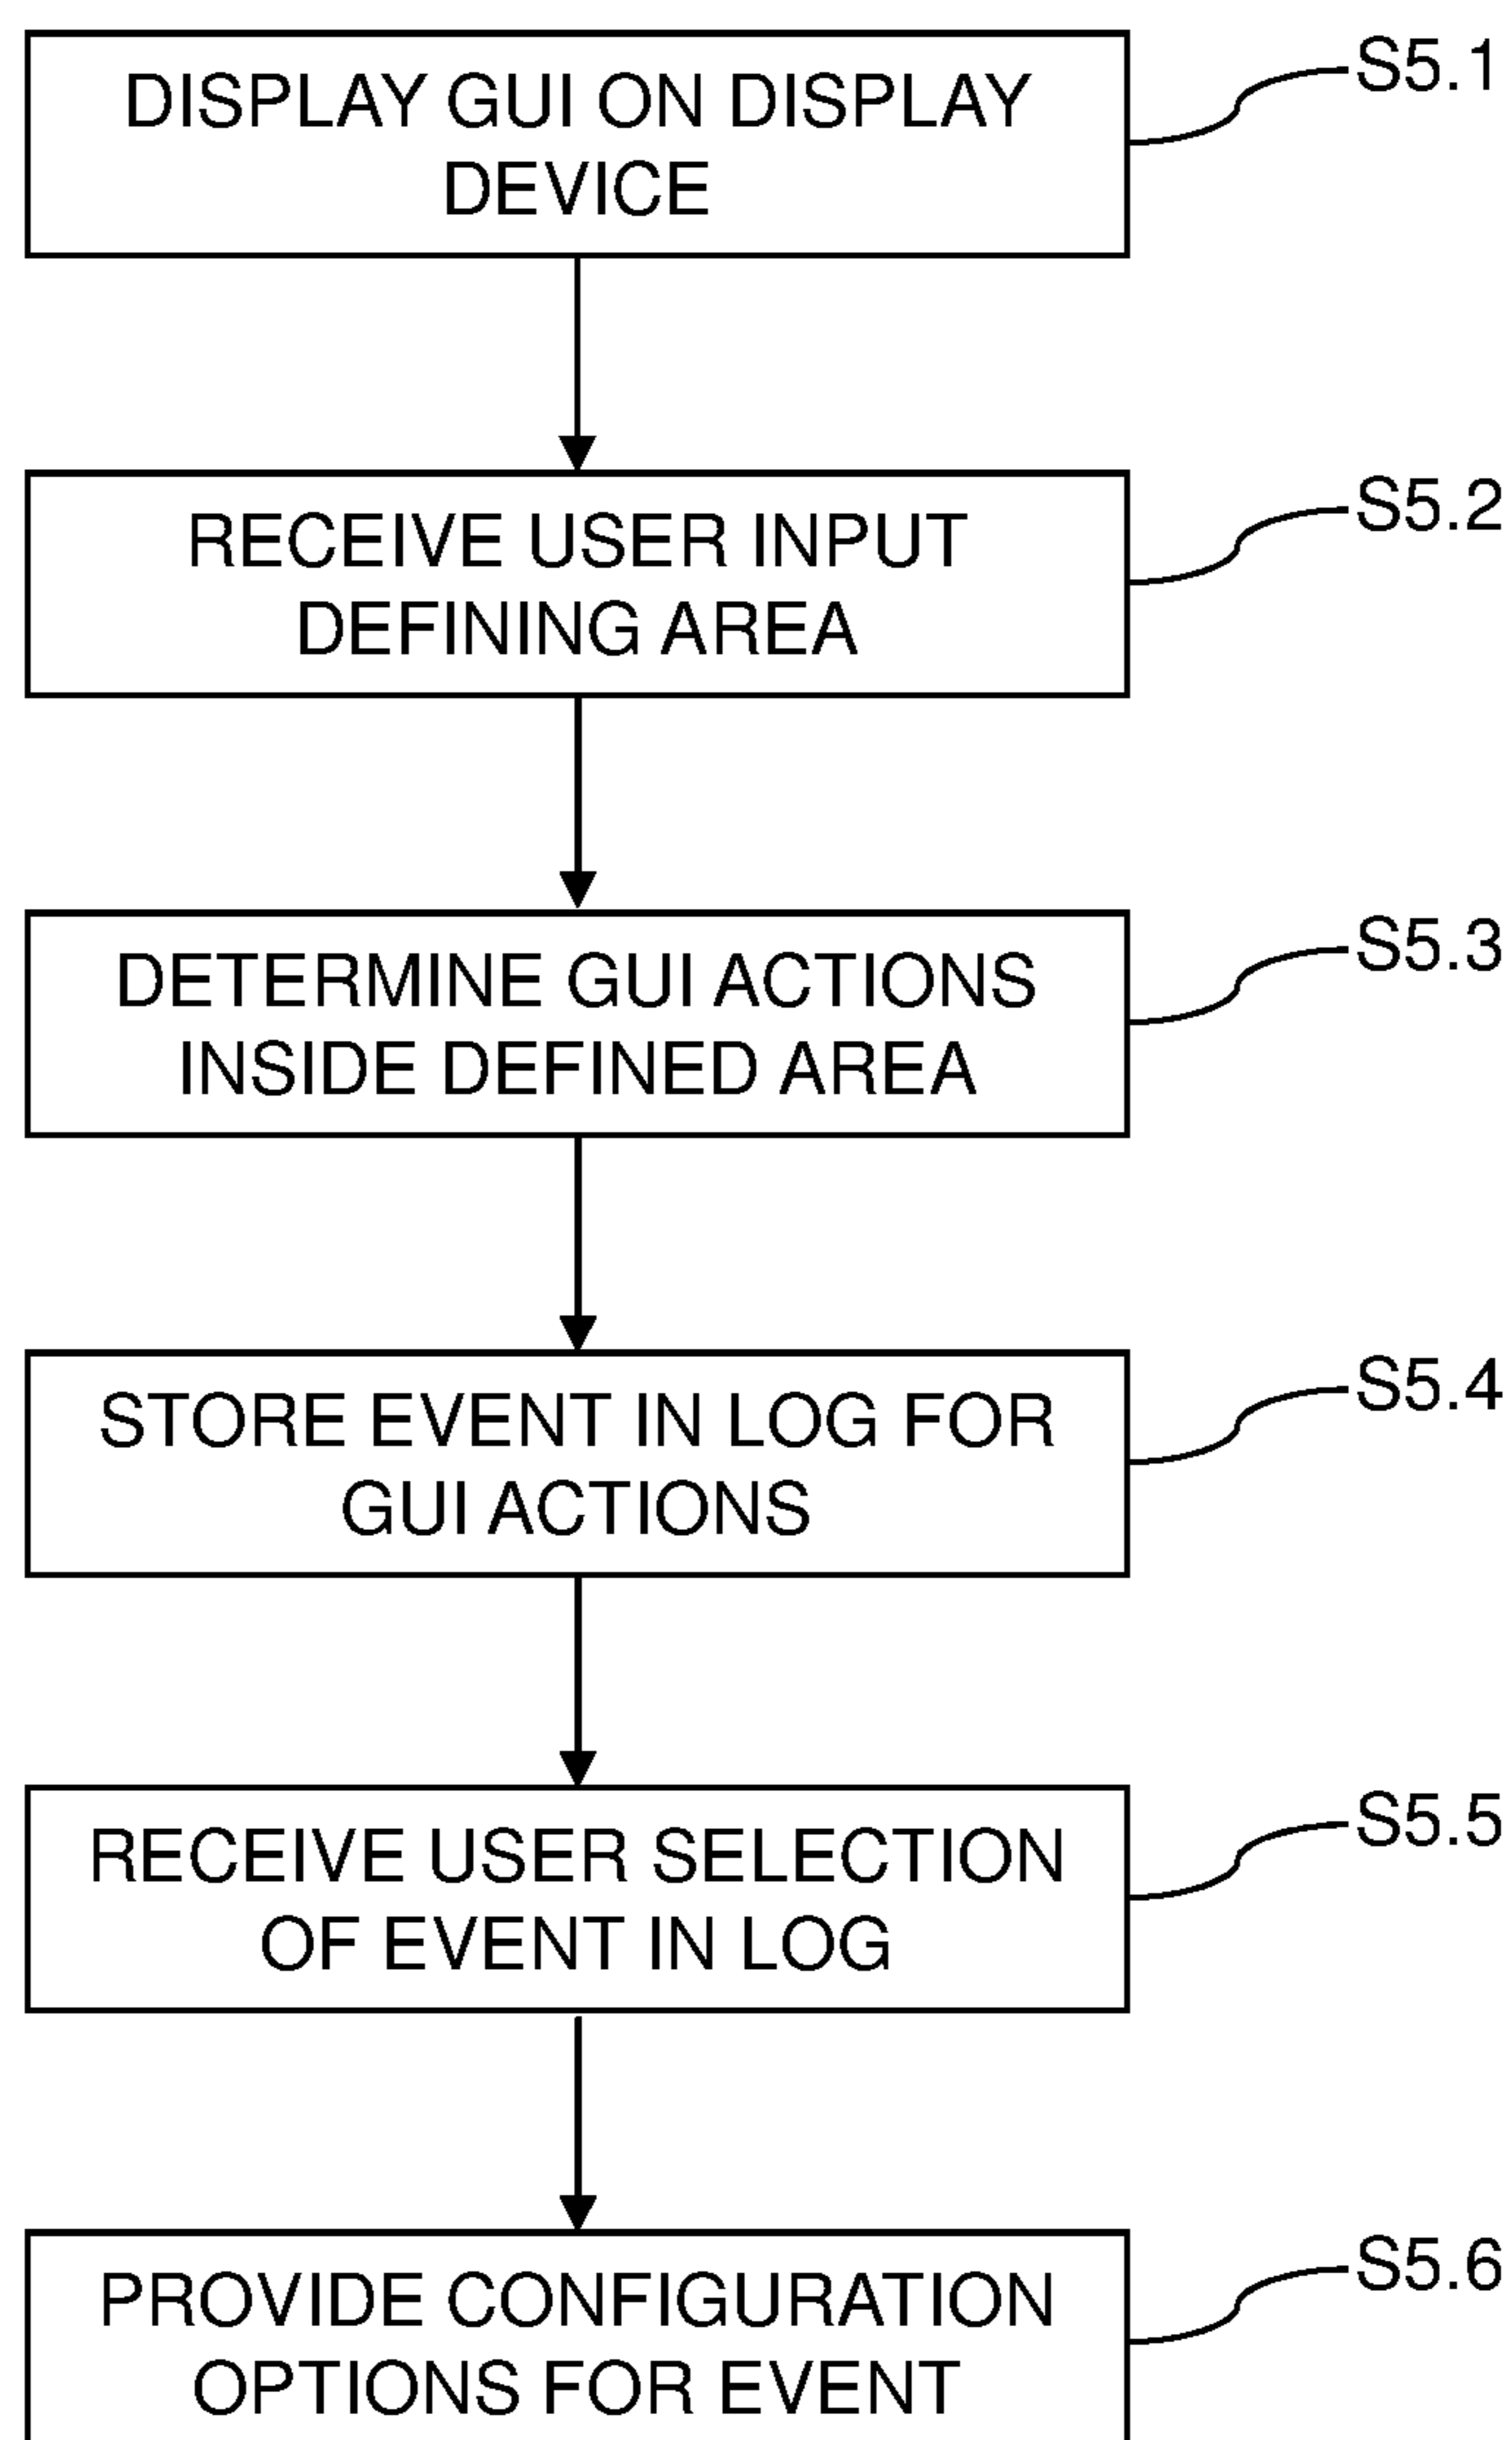 DISPLAY GUI ON DISPLAY
DEVICE
S5.1
RECEIVE USER INPUT
DEFINING AREA
S5.2
DETERMINE GUI ACTIONS
INSIDE DEFINED AREA
S5.3
STORE EVENT IN LOG FOR
GUI ACTIONS
S5.4
RECEIVE USER SELECTION
OF EVENT IN LOG
S5.5
PROVIDE CONFIGURATION
OPTIONS FOR EVENT
S5.6